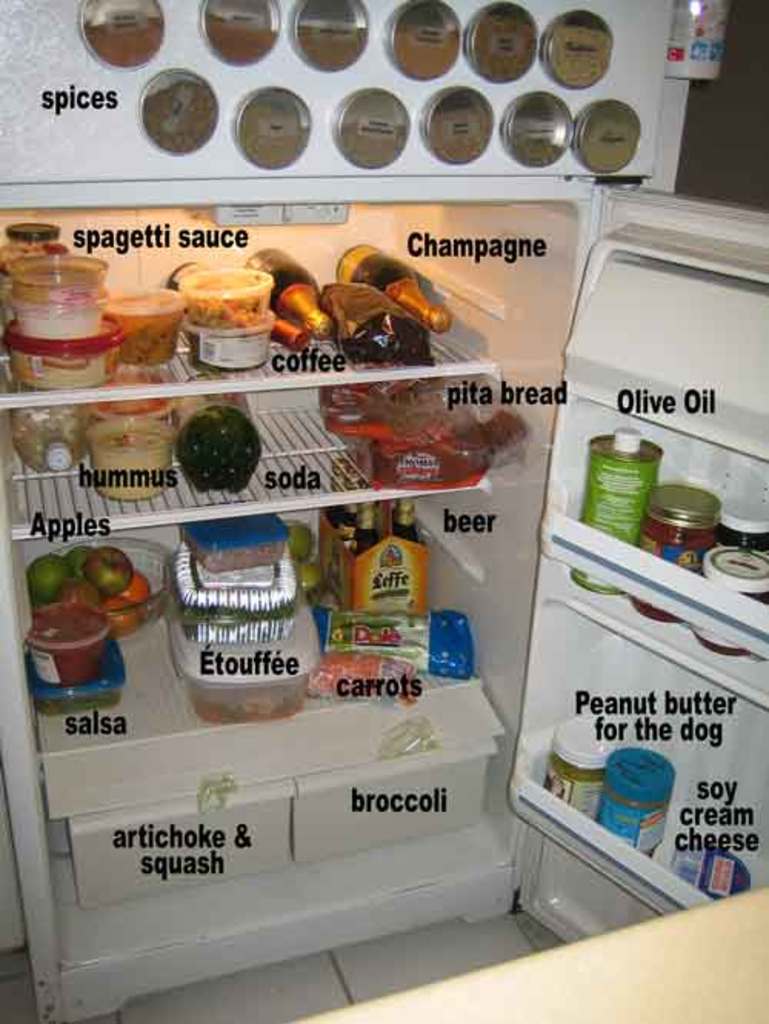 spices
spagetti sauce
Champagne
coffee
pita bread
Olive Oil
hummus
soda
Apples
beer
Leffe
Dole
Étouffée
carrots
salsa
Peanut butter
for the dog
broccoli
soy
cream
cheese
artichoke &
squash